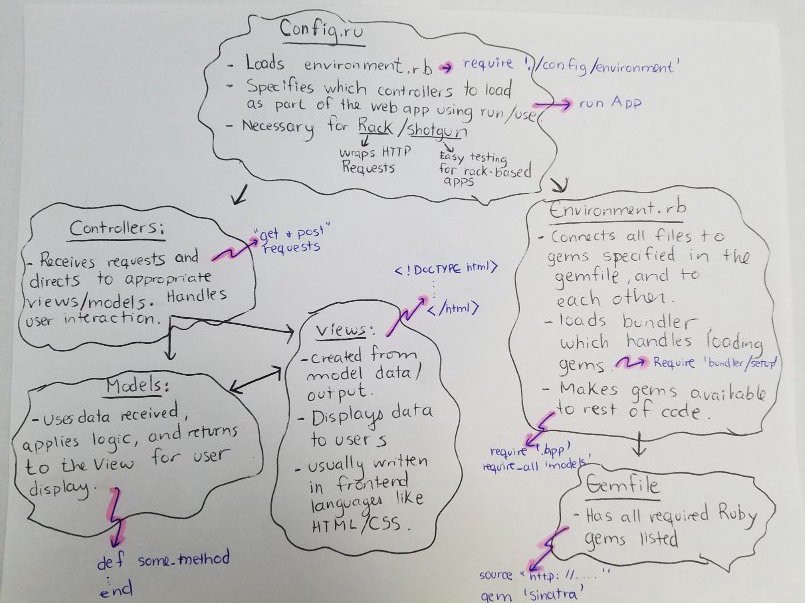 Config.ru
- Loads environment.rb → require './config/environment'
- Specifies which controllers to load
as part of the web app using run/use → run App
- Necessary for Rack/shotgun
wraps HTTP
Requests
Easy testing
for rack-based
apps
Controllers:
- Receives requests and
directs to appropriate
views/models. Handles
user interaction.
"get & post"
requests
Models:
- Uses data received,
applies logic, and returns
to the View for user
display.
def some_method
:
end
<!DOCTYPE html>
:
</html>
Views:
- Created from
model data/
output.
- Displays data
to users
- usually written
in frontend
languages like
HTML/CSS.
Environment.rb
- Connects all files to
gems specified in the
gemfile, and to
each other.
- loads bundler
which handles loading
gems → Require 'bundler/setup'
- Makes gems available
to rest of code.
require './app'
require_all 'models'
Gemfile
- Has all required Ruby
gems listed
source "http://....."
gem 'sinatra'